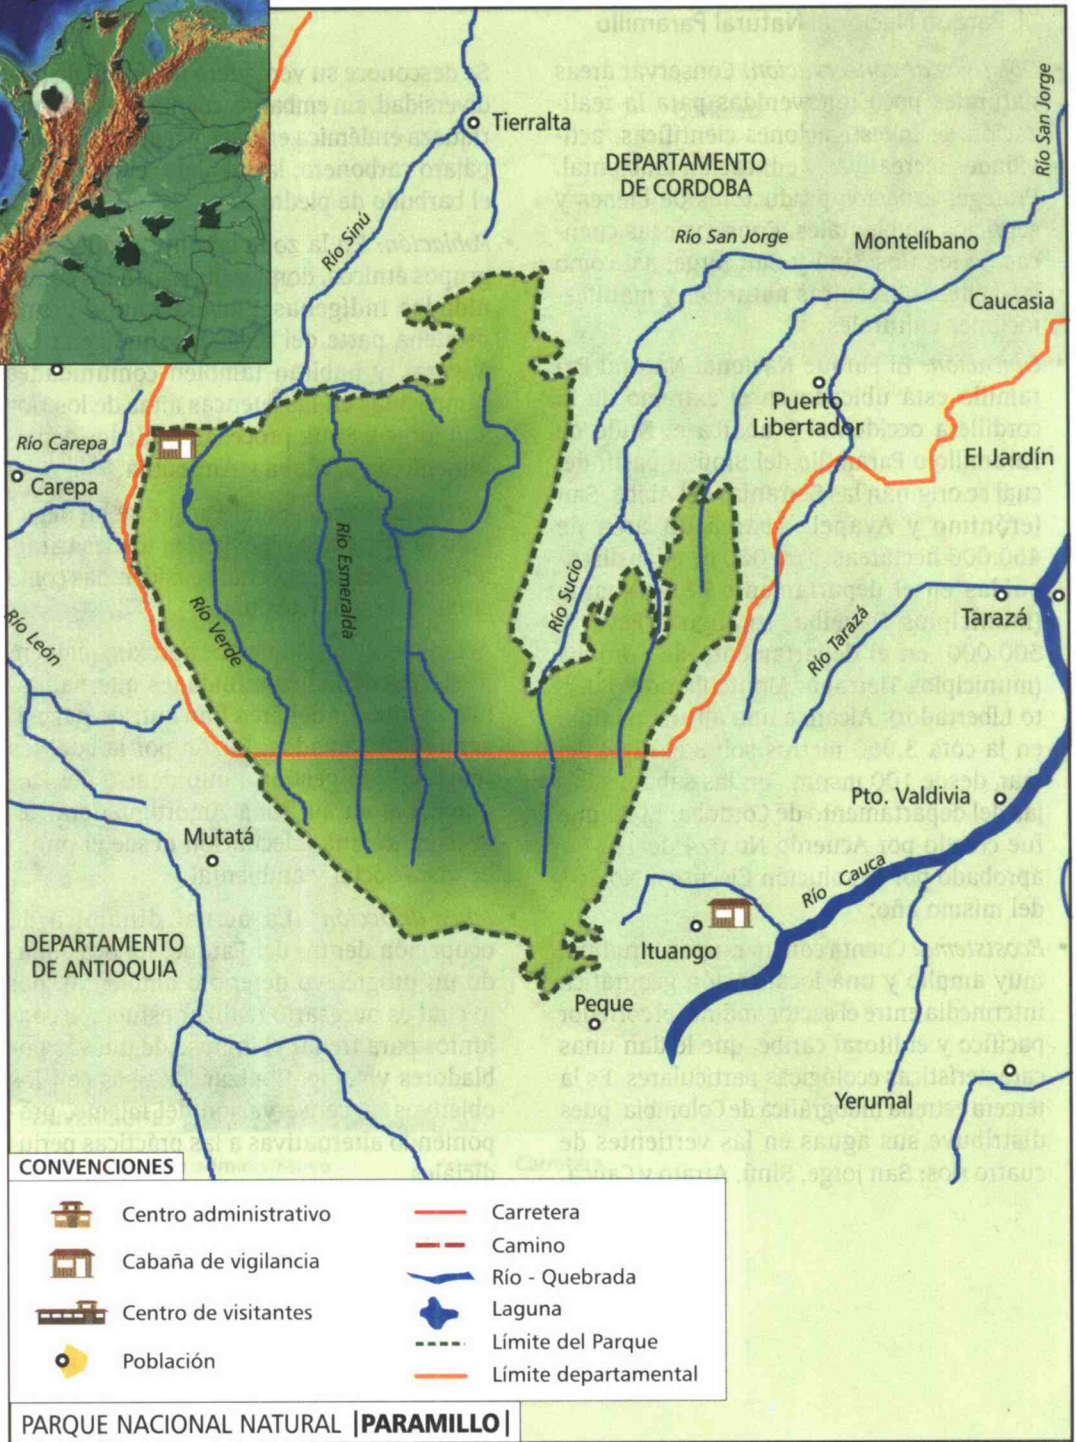 Tierralta
DEPARTAMENTO
DE CORDOBA
Río San Jorge
Río Sinú
Río San Jorge
Montelíbano
Caucasia
Puerto
Libertador
Río Carepa
Carepa
El Jardín
Río Esmeralda
Río Sucio
Río Verde
Tarazá
Río León
Río Tarazá
Pto. Valdivia
Mutatá
Río Cauca
DEPARTAMENTO
DE ANTIOQUIA
Ituango
Peque
Yerumal
CONVENCIONES
Centro administrativo
Cabaña de vigilancia
Centro de visitantes
Población
Carretera
Camino
Río - Quebrada
Laguna
Límite del Parque
Límite departamental
PARQUE NACIONAL NATURAL |PARAMILLO|